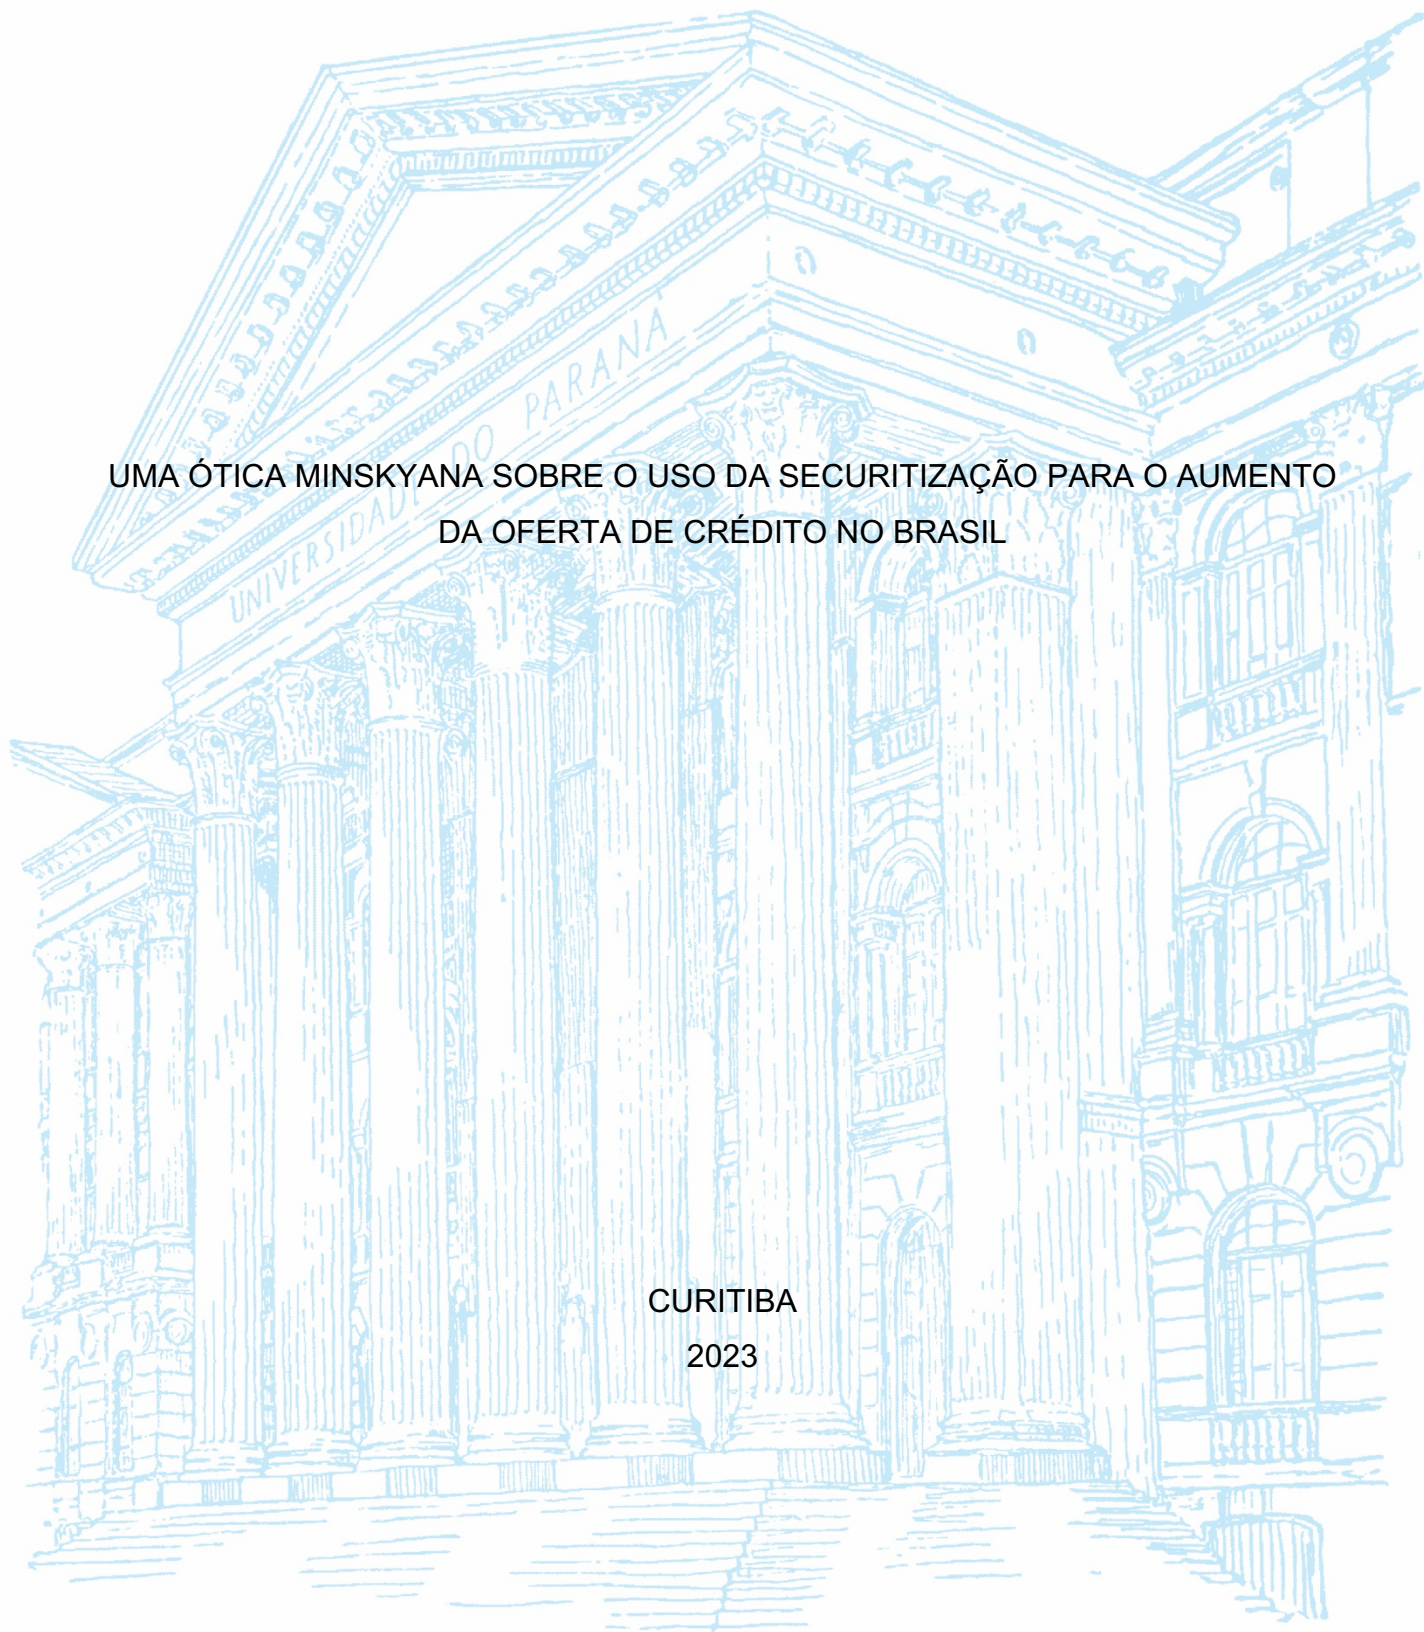 UNIVERSIDADE DO PARANÁ
UMA ÓTICA MINSKYANA SOBRE O USO DA SECURITIZAÇÃO PARA O AUMENTO
DA OFERTA DE CRÉDITO NO BRASIL
CURITIBA
2023